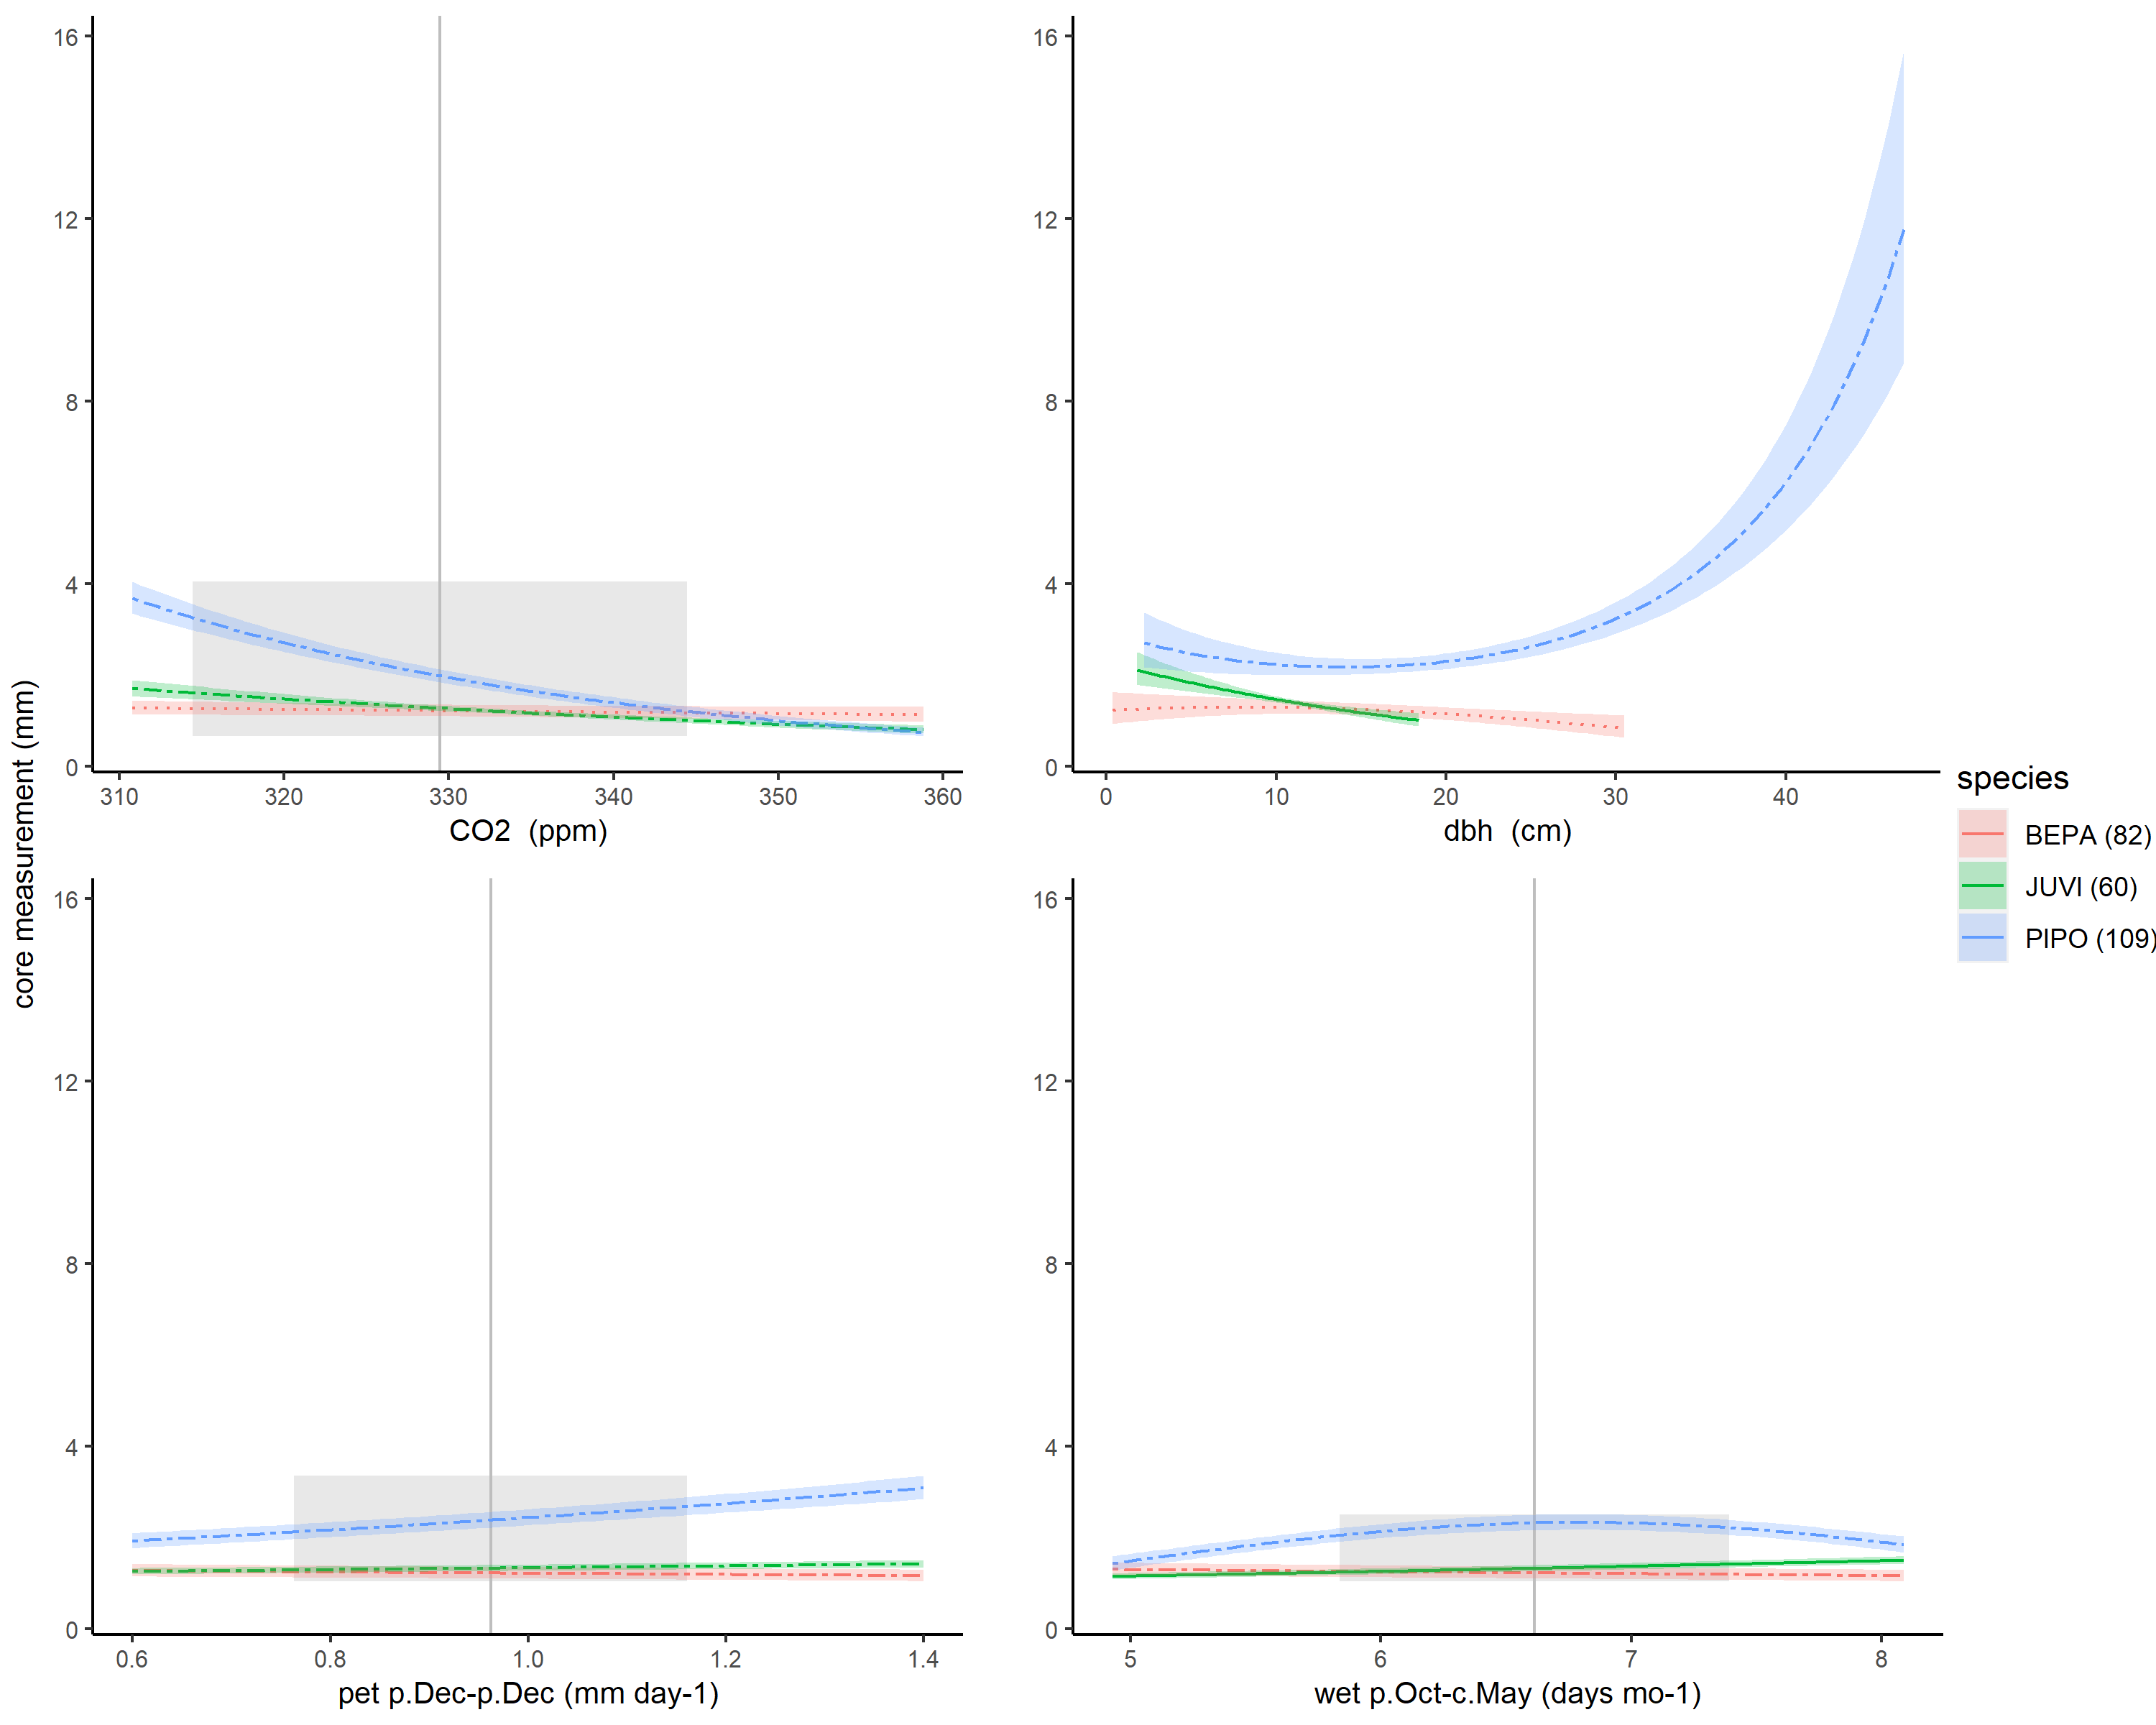 core measurement (mm)
16
12
8
4
0
310 320 330 340 350 360
CO2 (ppm)
16
12
8
4
0
0 10 20 30 40
dbh (cm)
16
12
8
4
0
0.6 0.8 1.0 1.2 1.4
pet p.Dec-p.Dec (mm day-1)
16
12
8
4
0
5 6 7 8
wet p.Oct-c.May (days mo-1)
species
BEPA (82)
JUVI (60)
PIPO (109)